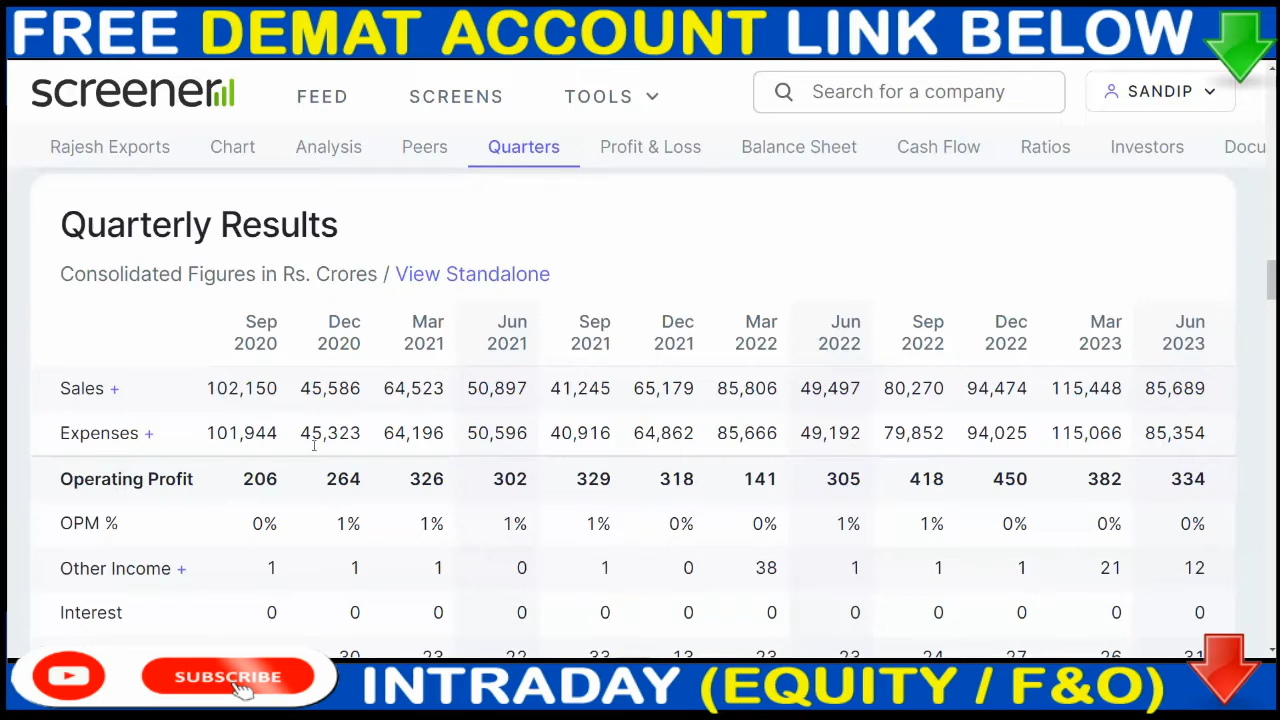 FREE DEMAT ACCOUNT LINK BELOW
screener
FEED SCREENS TOOLS Search for a company SANDIP
Rajesh Exports Chart Analysis Peers Quarters Profit & Loss Balance Sheet Cash Flow Ratios Investors Docu
Quarterly Results
Consolidated Figures in Rs. Crores / View Standalone
Sep Dec Mar Jun Sep Dec Mar Jun Sep Dec Mar Jun
2020 2020 2021 2021 2021 2021 2022 2022 2022 2022 2023 2023
Sales + 102,150 45,586 64,523 50,897 41,245 65,179 85,806 49,497 80,270 94,474 115,448 85,689
Expenses + 101,944 45,323 64,196 50,596 40,916 64,862 85,666 49,192 79,852 94,025 115,066 85,354
Operating Profit 206 264 326 302 329 318 141 305 418 450 382 334
OPM % 0% 1% 1% 1% 1% 0% 0% 1% 1% 0% 0% 0%
Other Income + 1 1 1 0 1 0 38 1 1 1 21 12
Interest 0 0 0 0 0 0 0 0 0 0 0 0
SUBSCRIBE
INTRADAY (EQUITY / F&O)